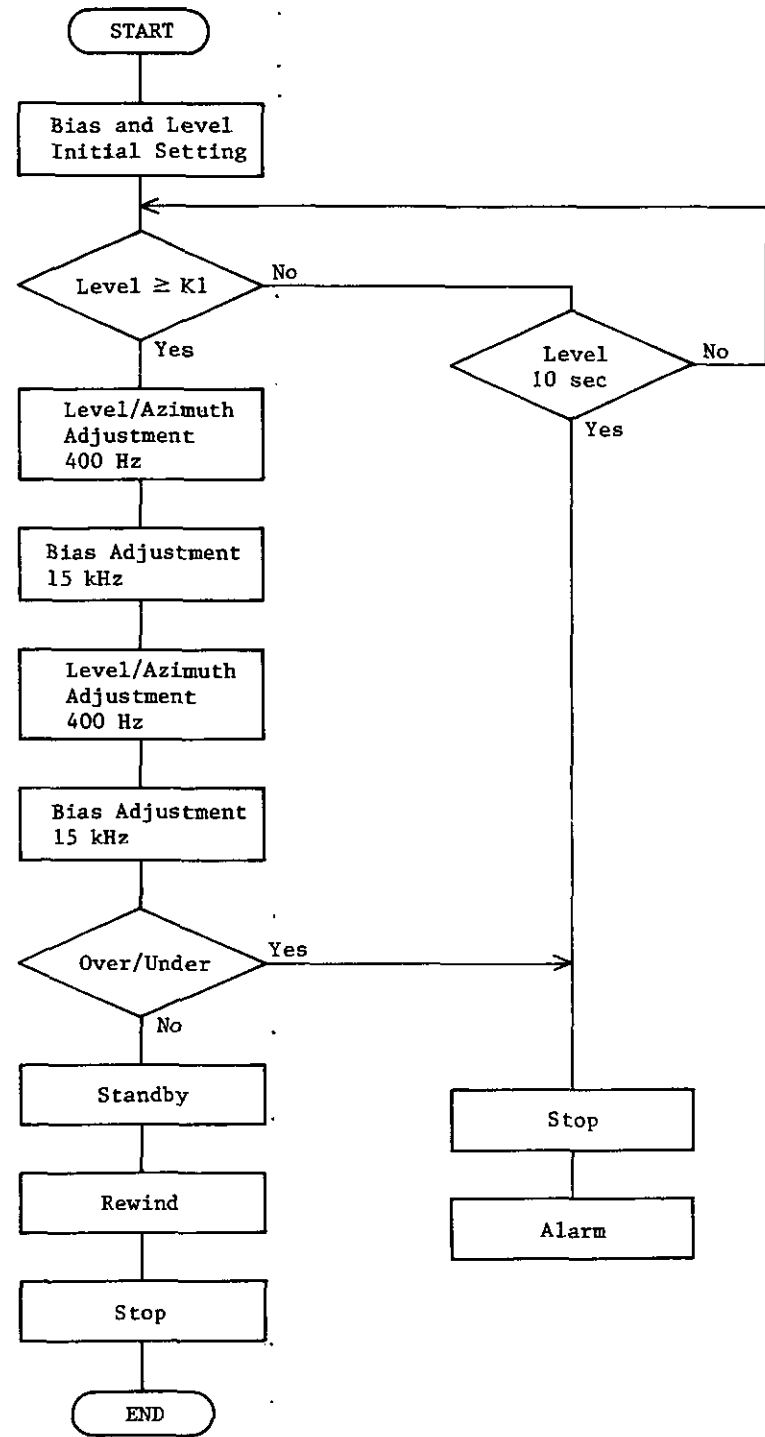 START
Bias and Level
Initial Setting
Level ≧ K1
No
Yes
Level
10 sec
No
Yes
Level/Azimuth
Adjustment
400 Hz
Bias Adjustment
15 kHz
Level/Azimuth
Adjustment
400 Hz
Bias Adjustment
15 kHz
Over/Under
Yes
No
Standby
Stop
Rewind
Alarm
Stop
END